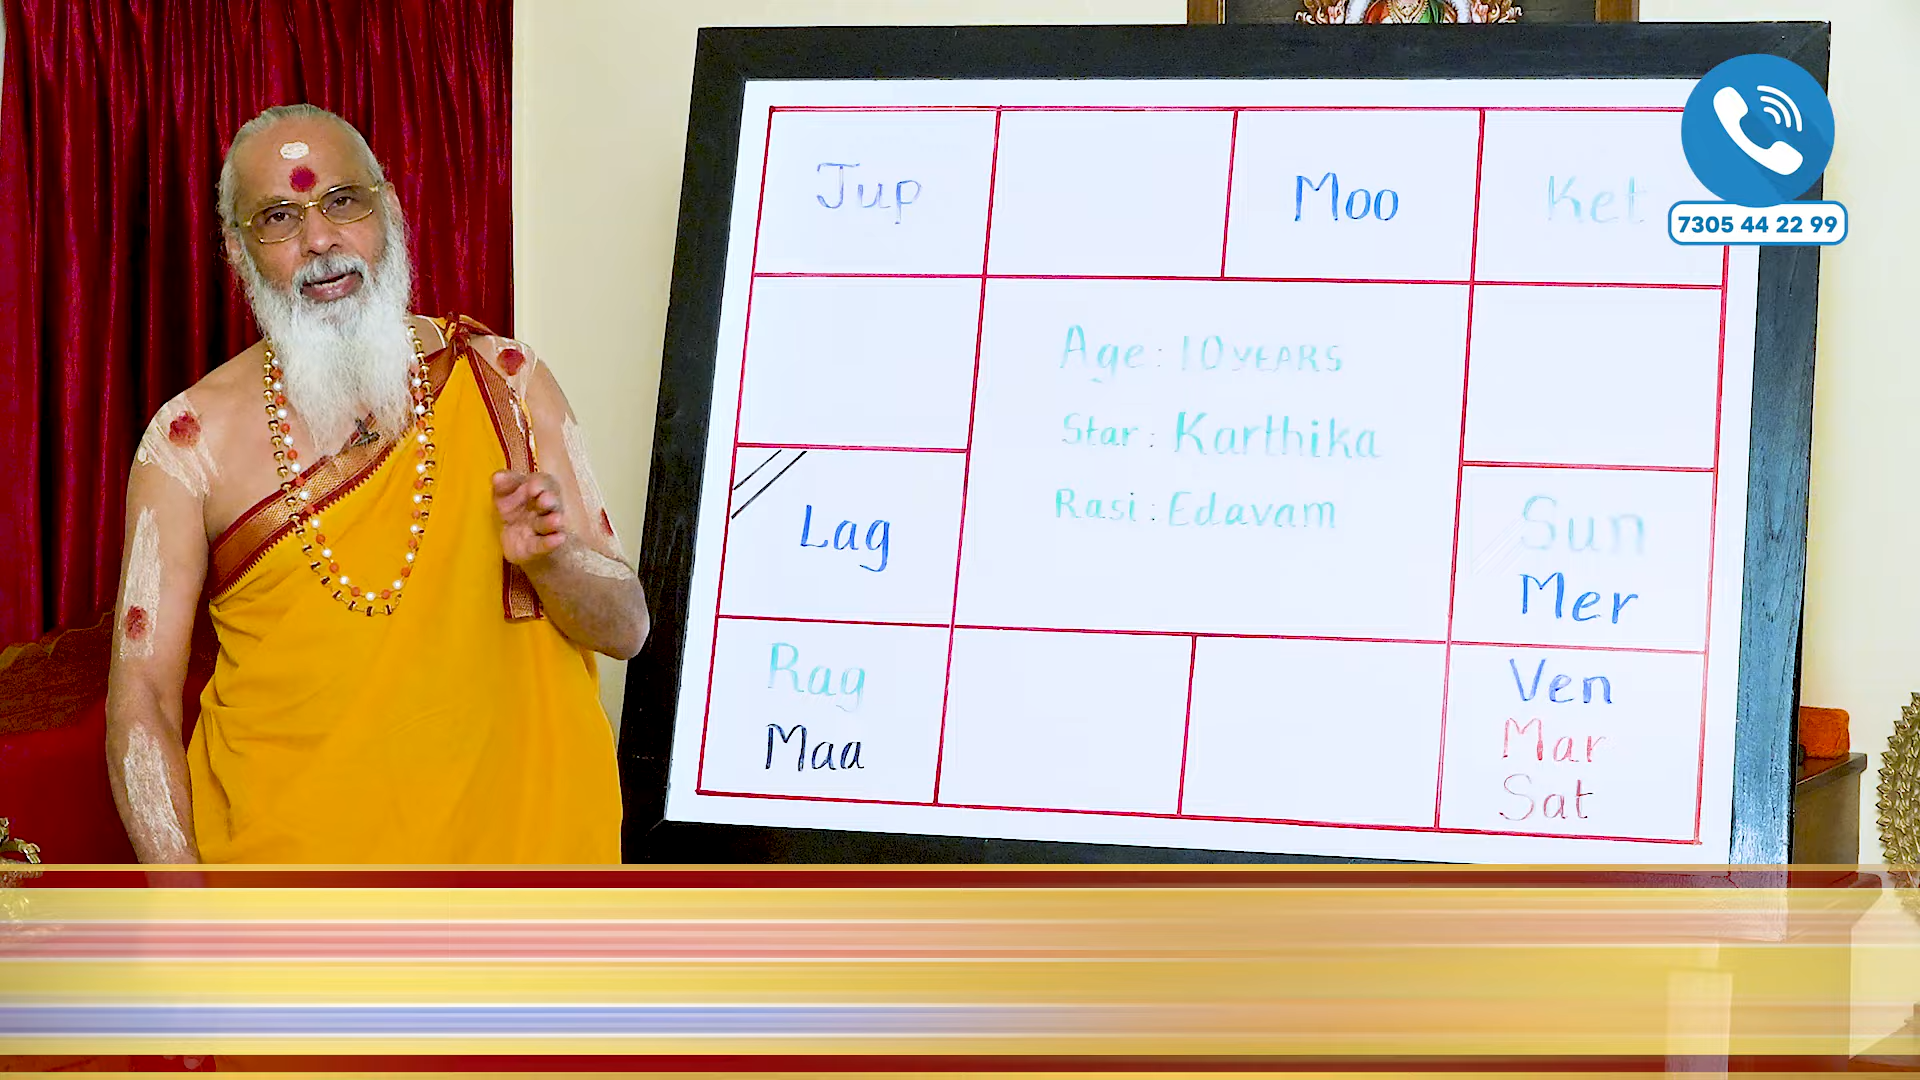 Jup
Moo
Ket
7305 44 22 99
Age: 10 YEARS
Star: Karthika
Rasi: Edavam
Lag
Sun
Mer
Rag
Maa
Ven
Mar
Sat